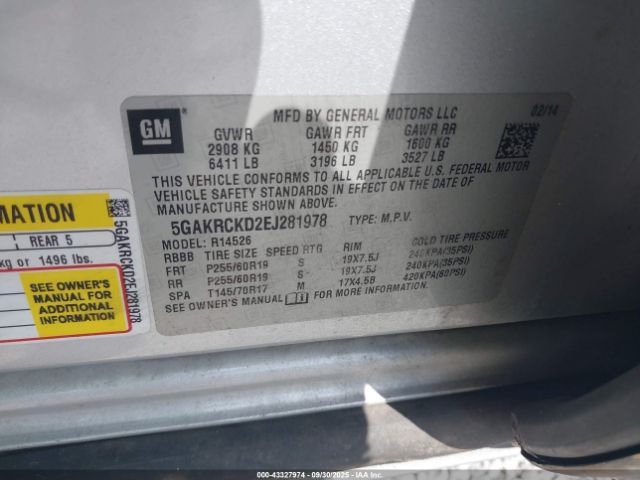 GM
MFD BY GENERAL MOTORS LLC 02/14
GVWR GAWR FRT GAWR RR
2908 KG 1450 KG 1600 KG
6411 LB 3196 LB 3527 LB
THIS VEHICLE CONFORMS TO ALL APPLICABLE U.S. FEDERAL MOTOR
VEHICLE SAFETY STANDARDS IN EFFECT ON THE DATE OF
MANUFACTURE SHOWN ABOVE.
5GAKRCKD2EJ281978 TYPE: M.P.V.
MODEL: R14526
RBBB TIRE SIZE SPEED RTG RIM COLD TIRE PRESSURE
FRT P255/60R19 S 19X7.5J 240KPA(35PSI)
RR P255/60R19 S 19X7.5J 240KPA(35PSI)
SPA T145/70R17 M 17X4.5B 420KPA(60PSI)
SEE OWNER'S MANUAL FOR MORE INFORMATION.
MATION
REAR 5
kg or 1496 lbs.
SEE OWNER'S
MANUAL FOR
ADDITIONAL
INFORMATION
5GAKRCKD2EJ281978
00-43327974 - 09/30/2025 - IAAI.COM